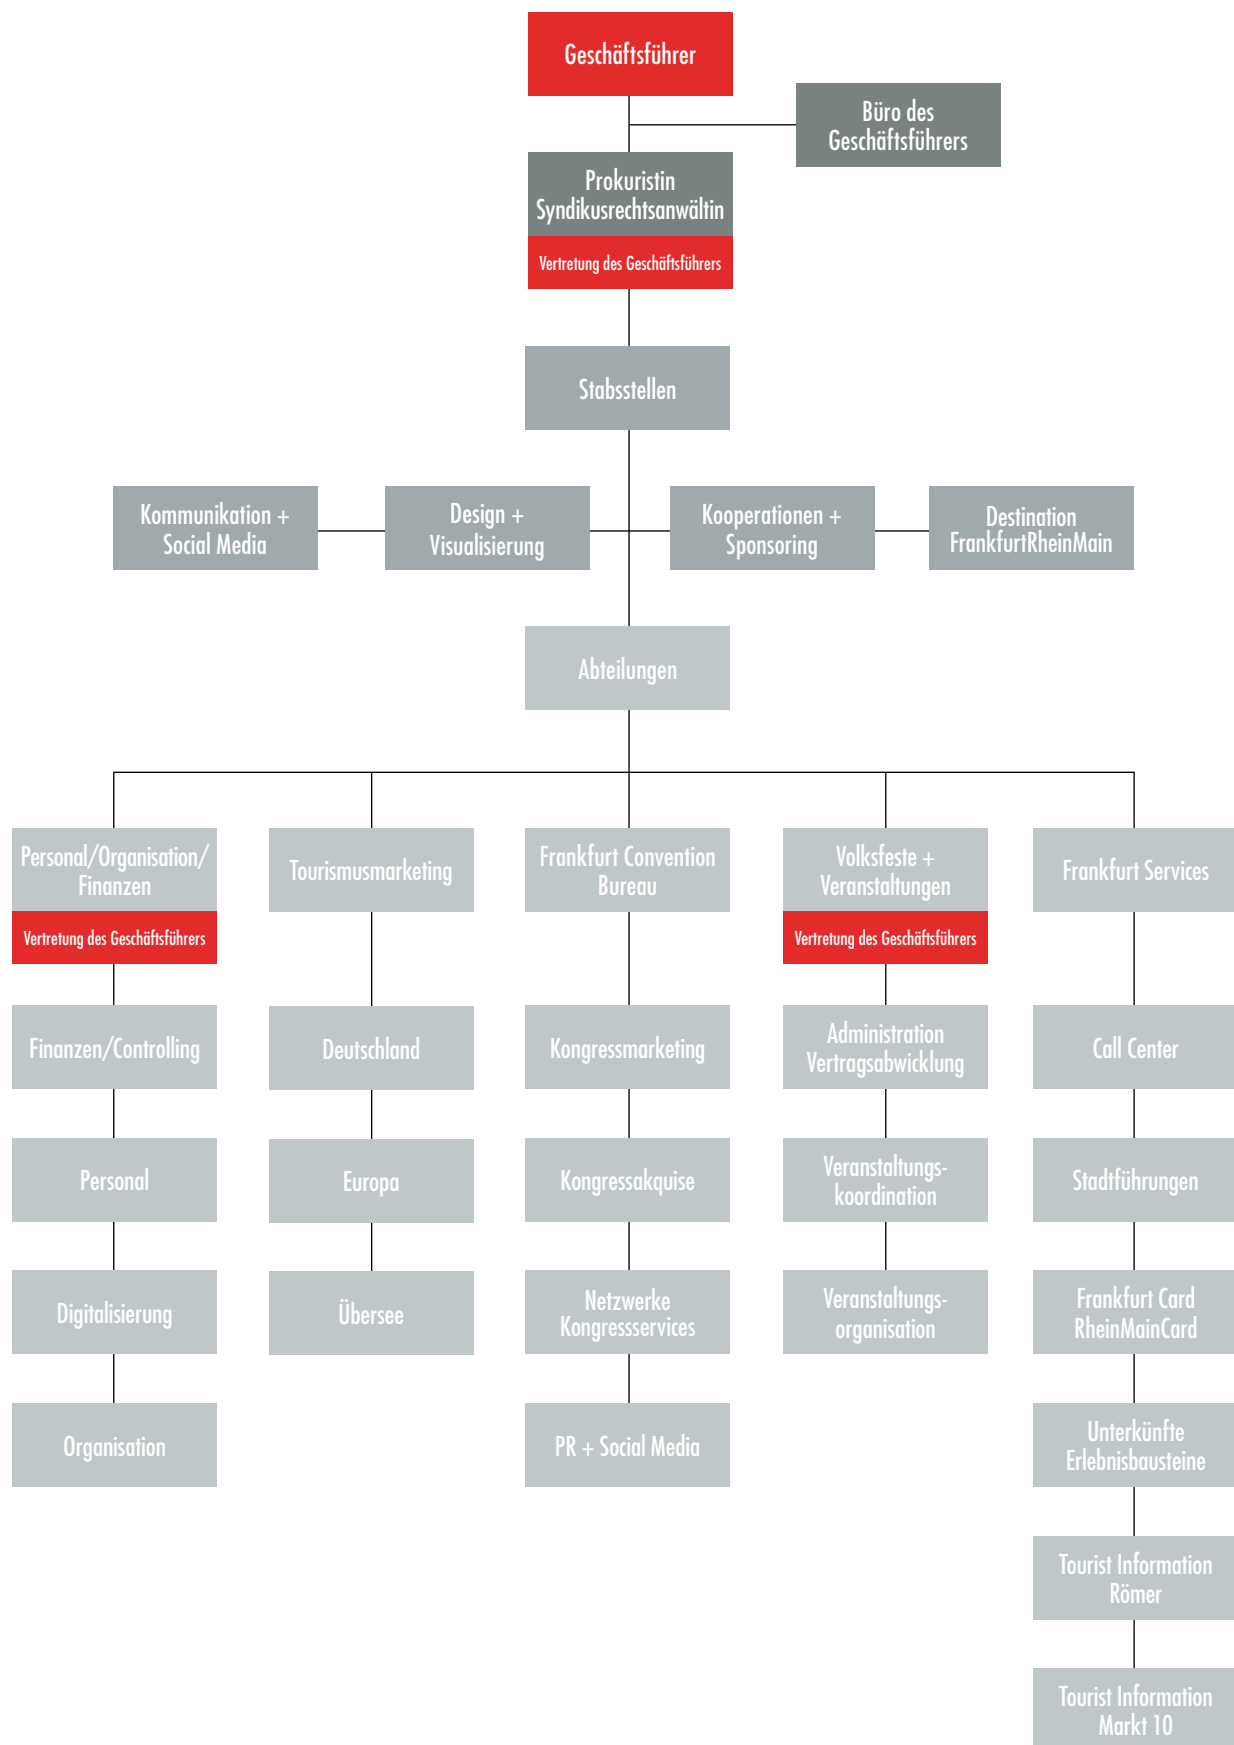 Geschäftsführer
Büro des
Geschäftsführers
Prokuristin
Syndikusrechtsanwältin
Vertretung des Geschäftsführers
Stabsstellen
Kommunikation +
Social Media
Design +
Visualisierung
Kooperationen +
Sponsoring
Destination
FrankfurtRheinMain
Abteilungen
Personal/Organisation/
Finanzen
Vertretung des Geschäftsführers
Finanzen/Controlling
Personal
Digitalisierung
Organisation
Tourismusmarketing
Deutschland
Europa
Übersee
Frankfurt Convention
Bureau
Kongressmarketing
Kongressakquise
Netzwerke
Kongressservices
PR + Social Media
Volksfeste +
Veranstaltungen
Vertretung des Geschäftsführers
Administration
Vertragsabwicklung
Veranstaltungs-
koordination
Veranstaltungs-
organisation
Frankfurt Services
Call Center
Stadtführungen
Frankfurt Card
RheinMainCard
Unterkünfte
Erlebnisbausteine
Tourist Information
Römer
Tourist Information
Markt 10